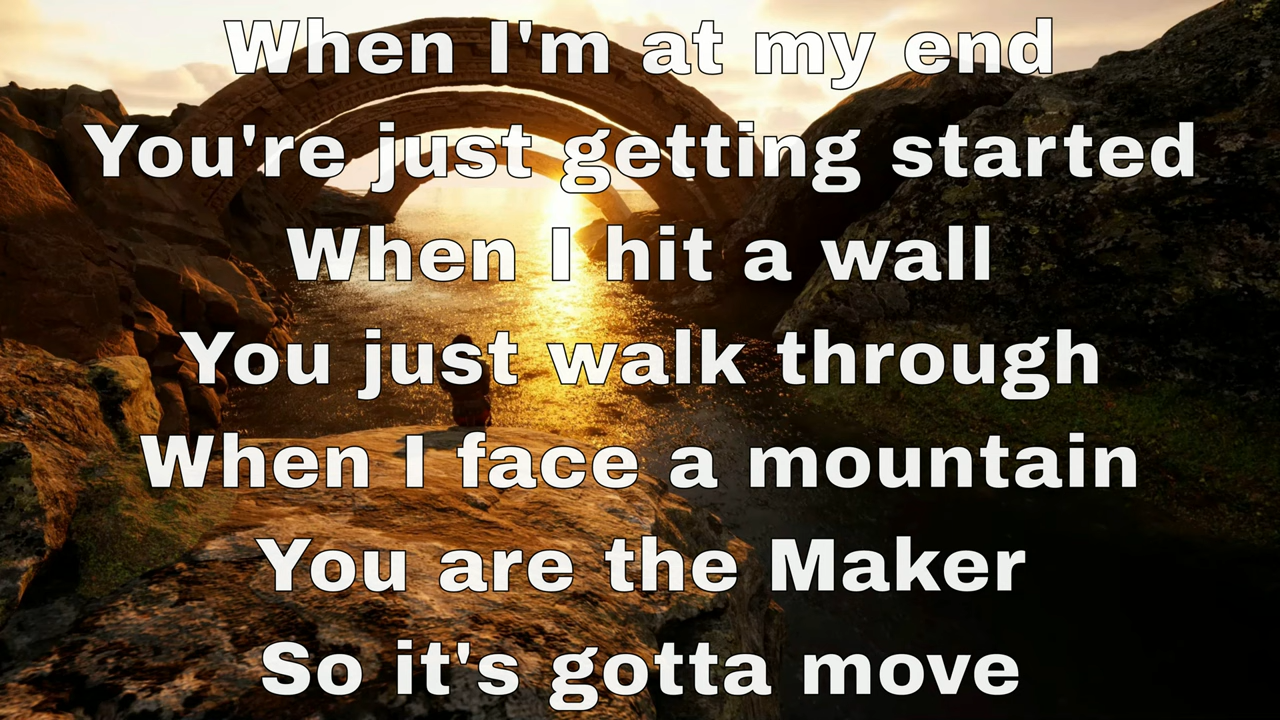 When I'm at my end
You're just getting started
When I hit a wall
You just walk through
When I face a mountain
You are the Maker
So it's gotta move